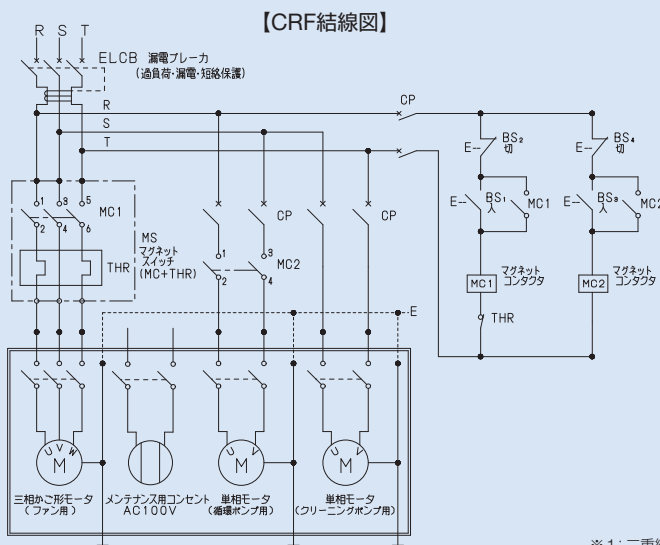 【CRF結線図】
R S T
ELCB 漏電ブレーカ
(過負荷・漏電・短絡保護)
R
S
T
CP
BS2
切
E--
BS4
切
E--
BS1
入
E--
MC1
BS3
入
E--
MC2
1 3 5
MC1
2 4 6
MS
マグネット
スイッチ
(MC+THR)
THR
CP
CP
1 3
MC2
2 4
MC1
マグネット
コンタクタ
MC2
マグネット
コンタクタ
THR
E
U V W
M
U V
M
U V
M
三相かご形モータ
(ファン用)
メンテナンス用コンセント
AC100V
単相モータ
(循環ポンプ用)
単相モータ
(クリーニングポンプ用)